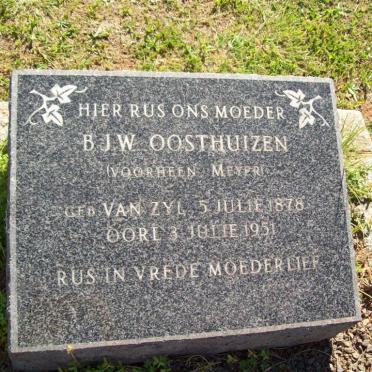 HIER RUS ONS MOEDER
B.J.W. OOSTHUIZEN
(VOORHEEN MEYER)
GEB. VAN ZYL 5 JULIE 1878
OORL 3 JULIE 1951
RUS IN VREDE MOEDERLIEF